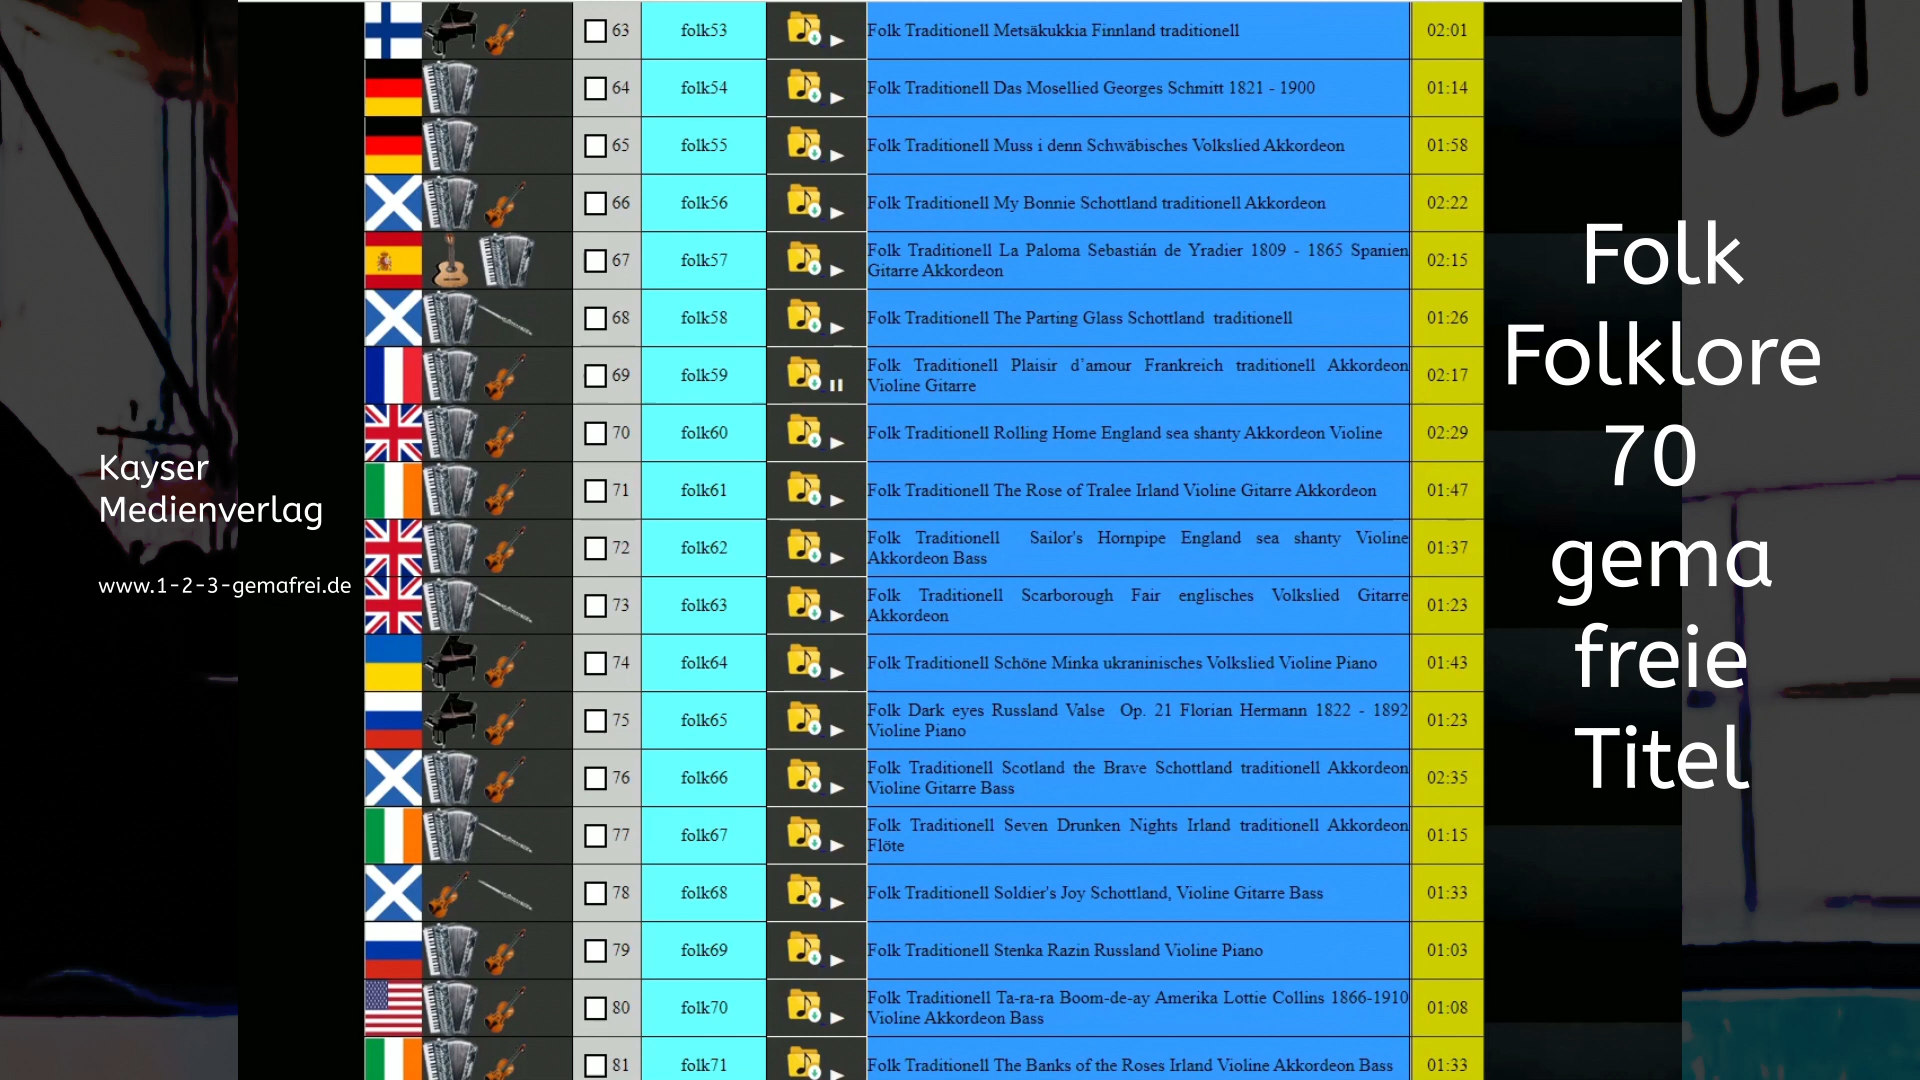 63 folk53 Folk Traditionell Metsäkukkia Finnland traditionell 02:01
64 folk54 Folk Traditionell Das Mosellied Georges Schmitt 1821 - 1900 01:14
65 folk55 Folk Traditionell Muss i denn Schwäbisches Volkslied Akkordeon 01:58
66 folk56 Folk Traditionell My Bonnie Schottland traditionell Akkordeon 02:22
67 folk57 Folk Traditionell La Paloma Sebastián de Yradier 1809 - 1865 Spanien
Gitarre Akkordeon 02:15
68 folk58 Folk Traditionell The Parting Glass Schottland traditionell 01:26
69 folk59 Folk Traditionell Plaisir d’amour Frankreich traditionell Akkordeon
Violine Gitarre 02:17
70 folk60 Folk Traditionell Rolling Home England sea shanty Akkordeon Violine 02:29
71 folk61 Folk Traditionell The Rose of Tralee Irland Violine Gitarre Akkordeon 01:47
72 folk62 Folk Traditionell Sailor's Hornpipe England sea shanty Violine
Akkordeon Bass 01:37
73 folk63 Folk Traditionell Scarborough Fair englisches Volkslied Gitarre
Akkordeon 01:23
74 folk64 Folk Traditionell Schöne Minka ukraninisches Volkslied Violine Piano 01:43
75 folk65 Folk Dark eyes Russland Valse Op. 21 Florian Hermann 1822 - 1892
Violine Piano 01:23
76 folk66 Folk Traditionell Scotland the Brave Schottland traditionell Akkordeon
Violine Gitarre Bass 02:35
77 folk67 Folk Traditionell Seven Drunken Nights Irland traditionell Akkordeon
Flöte 01:15
78 folk68 Folk Traditionell Soldier's Joy Schottland, Violine Gitarre Bass 01:33
79 folk69 Folk Traditionell Stenka Razin Russland Violine Piano 01:03
80 folk70 Folk Traditionell Ta-ra-ra Boom-de-ay Amerika Lottie Collins 1866-1910
Violine Akkordeon Bass 01:08
81 folk71 Folk Traditionell The Banks of the Roses Irland Violine Akkordeon Bass 01:33
Kayser
Medienverlag
www.1-2-3-gemafrei.de
Folk
Folklore
70
gema
freie
Titel